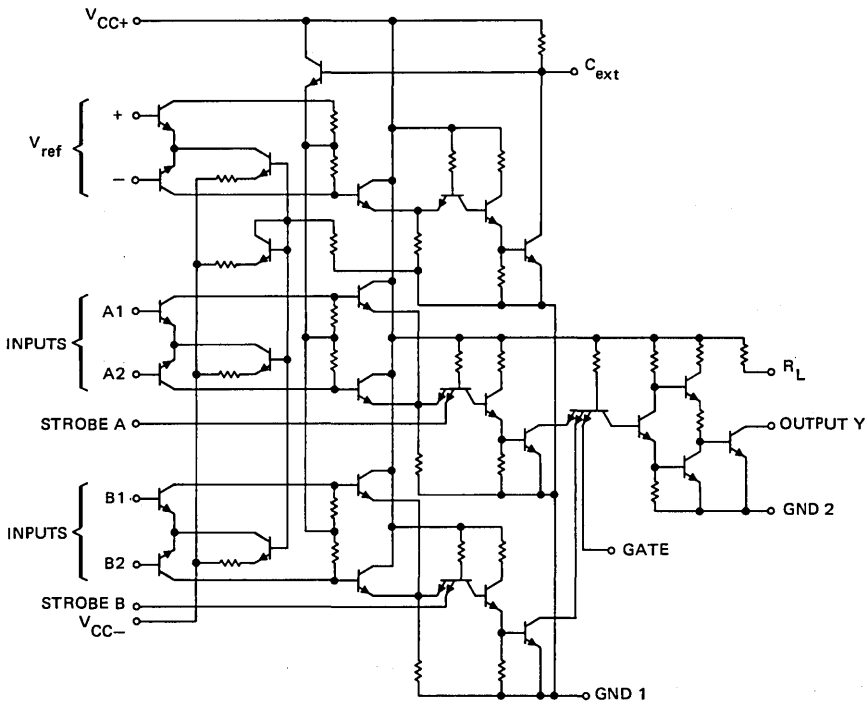 VCC+
Cext
+
Vref
−
A1
INPUTS
A2
RL
STROBE A
OUTPUT Y
B1
GND 2
INPUTS
GATE
B2
STROBE B
VCC−
GND 1